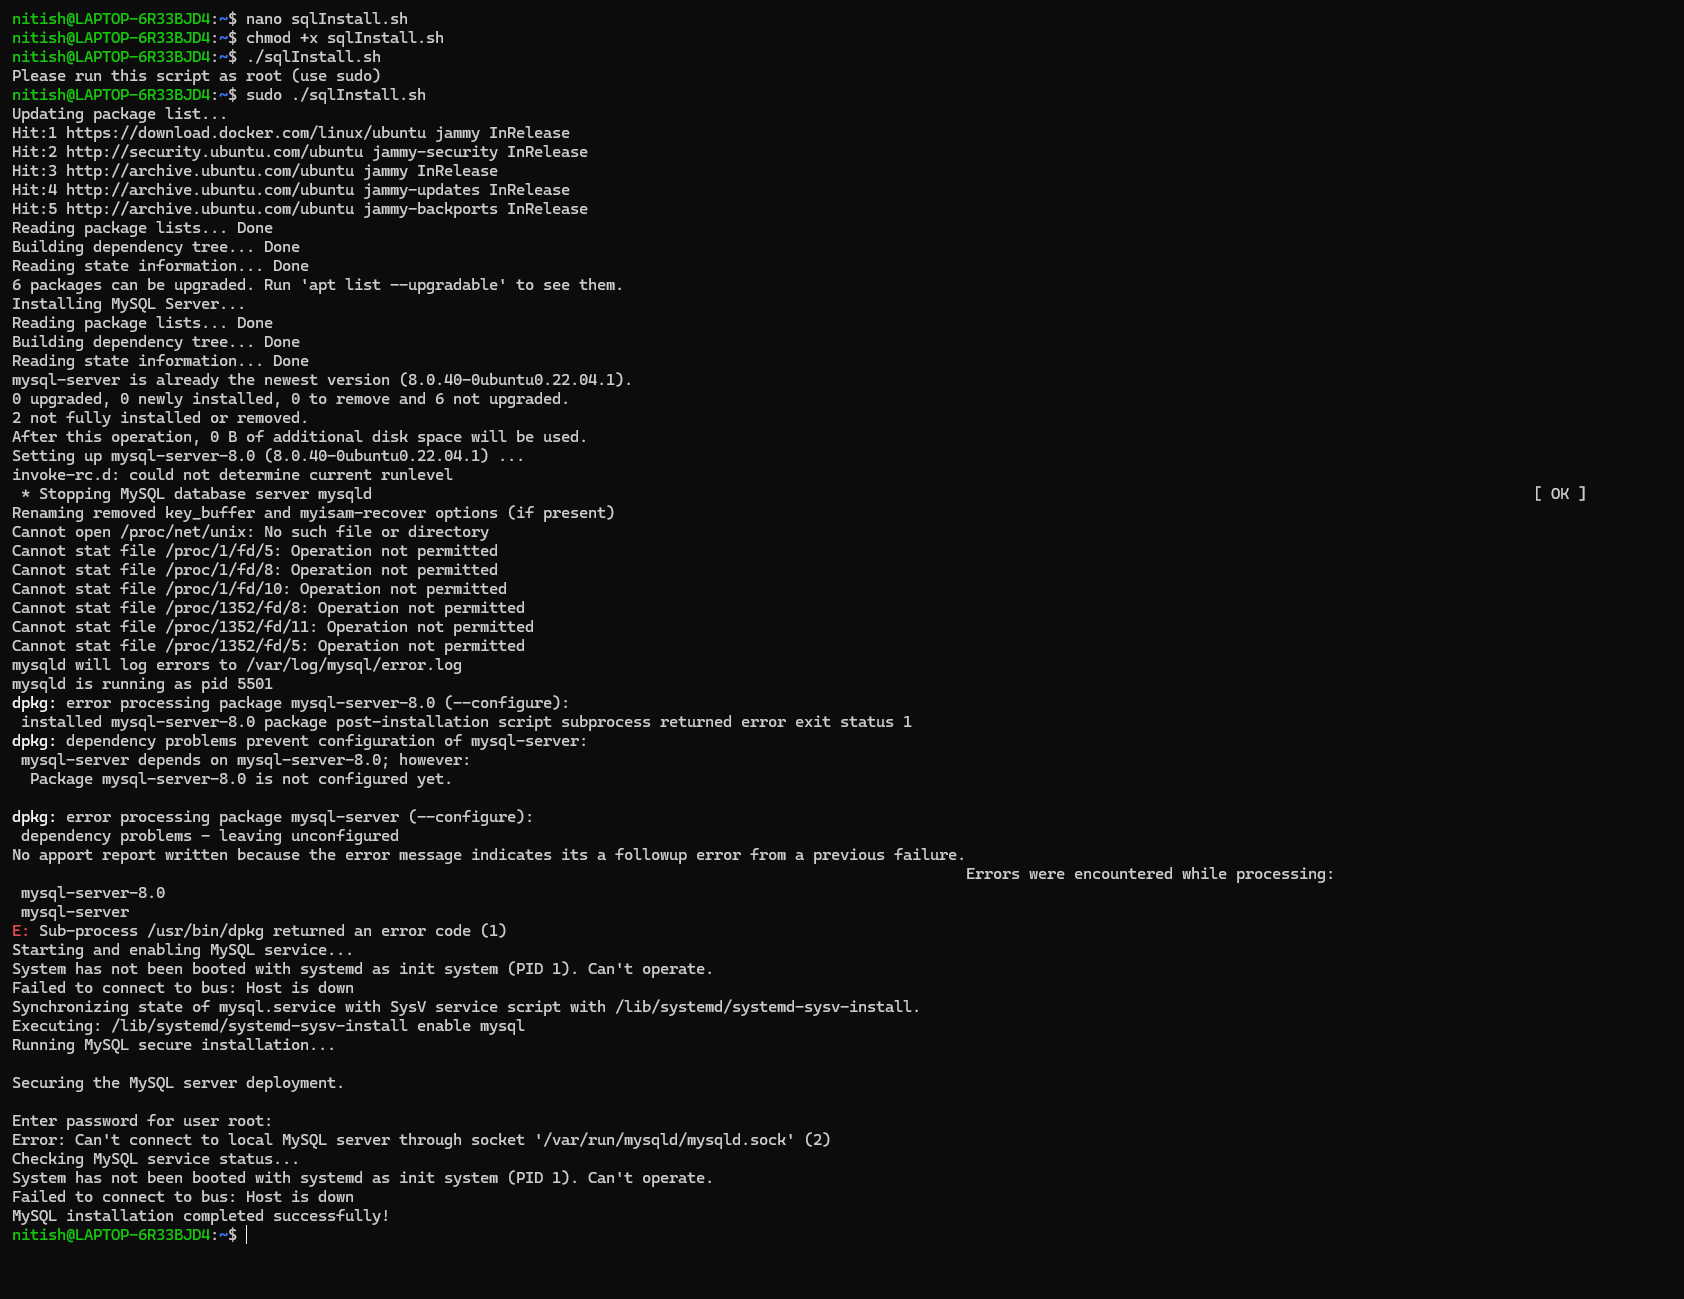 nitish@LAPTOP-6R33BJD4:~$ nano sqlInstall.sh
nitish@LAPTOP-6R33BJD4:~$ chmod +x sqlInstall.sh
nitish@LAPTOP-6R33BJD4:~$ ./sqlInstall.sh
Please run this script as root (use sudo)
nitish@LAPTOP-6R33BJD4:~$ sudo ./sqlInstall.sh
Updating package list...
Hit:1 https://download.docker.com/linux/ubuntu jammy InRelease
Hit:2 http://security.ubuntu.com/ubuntu jammy-security InRelease
Hit:3 http://archive.ubuntu.com/ubuntu jammy InRelease
Hit:4 http://archive.ubuntu.com/ubuntu jammy-updates InRelease
Hit:5 http://archive.ubuntu.com/ubuntu jammy-backports InRelease
Reading package lists... Done
Building dependency tree... Done
Reading state information... Done
6 packages can be upgraded. Run 'apt list --upgradable' to see them.
Installing MySQL Server...
Reading package lists... Done
Building dependency tree... Done
Reading state information... Done
mysql-server is already the newest version (8.0.40-0ubuntu0.22.04.1).
0 upgraded, 0 newly installed, 0 to remove and 6 not upgraded.
2 not fully installed or removed.
After this operation, 0 B of additional disk space will be used.
Setting up mysql-server-8.0 (8.0.40-0ubuntu0.22.04.1) ...
invoke-rc.d: could not determine current runlevel
 * Stopping MySQL database server mysqld [ OK ]
Renaming removed key_buffer and myisam-recover options (if present)
Cannot open /proc/net/unix: No such file or directory
Cannot stat file /proc/1/fd/5: Operation not permitted
Cannot stat file /proc/1/fd/8: Operation not permitted
Cannot stat file /proc/1/fd/10: Operation not permitted
Cannot stat file /proc/1352/fd/8: Operation not permitted
Cannot stat file /proc/1352/fd/11: Operation not permitted
Cannot stat file /proc/1352/fd/5: Operation not permitted
mysqld will log errors to /var/log/mysql/error.log
mysqld is running as pid 5501
dpkg: error processing package mysql-server-8.0 (--configure):
 installed mysql-server-8.0 package post-installation script subprocess returned error exit status 1
dpkg: dependency problems prevent configuration of mysql-server:
 mysql-server depends on mysql-server-8.0; however:
  Package mysql-server-8.0 is not configured yet.

dpkg: error processing package mysql-server (--configure):
 dependency problems - leaving unconfigured
No apport report written because the error message indicates its a followup error from a previous failure.
Errors were encountered while processing:
 mysql-server-8.0
 mysql-server
E: Sub-process /usr/bin/dpkg returned an error code (1)
Starting and enabling MySQL service...
System has not been booted with systemd as init system (PID 1). Can't operate.
Failed to connect to bus: Host is down
Synchronizing state of mysql.service with SysV service script with /lib/systemd/systemd-sysv-install.
Executing: /lib/systemd/systemd-sysv-install enable mysql
Running MySQL secure installation...

Securing the MySQL server deployment.

Enter password for user root:
Error: Can't connect to local MySQL server through socket '/var/run/mysqld/mysqld.sock' (2)
Checking MySQL service status...
System has not been booted with systemd as init system (PID 1). Can't operate.
Failed to connect to bus: Host is down
MySQL installation completed successfully!
nitish@LAPTOP-6R33BJD4:~$